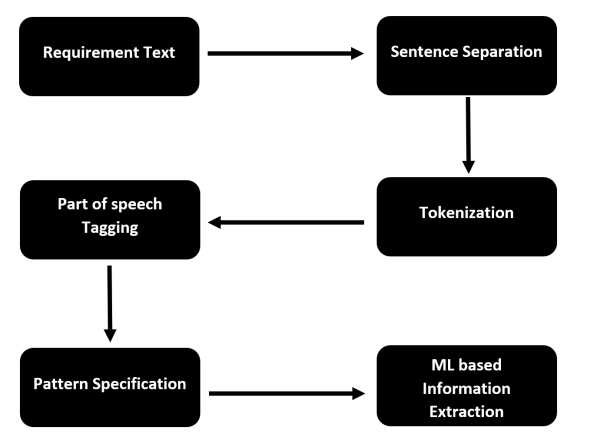 Requirement Text
Sentence Separation
Tokenization
Part of speech
Tagging
Pattern Specification
ML based
Information
Extraction